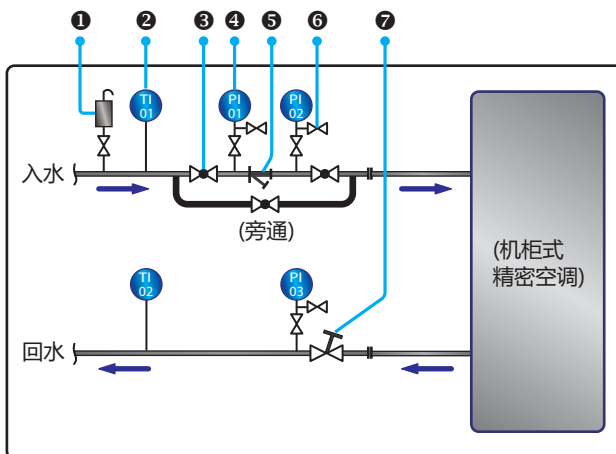 ❶ ❷ ❸ ❹ ❺ ❻ ❼
TI
01
PI
01
PI
02
入水
(旁通)
(机柜式
精密空调)
TI
02
PI
03
回水